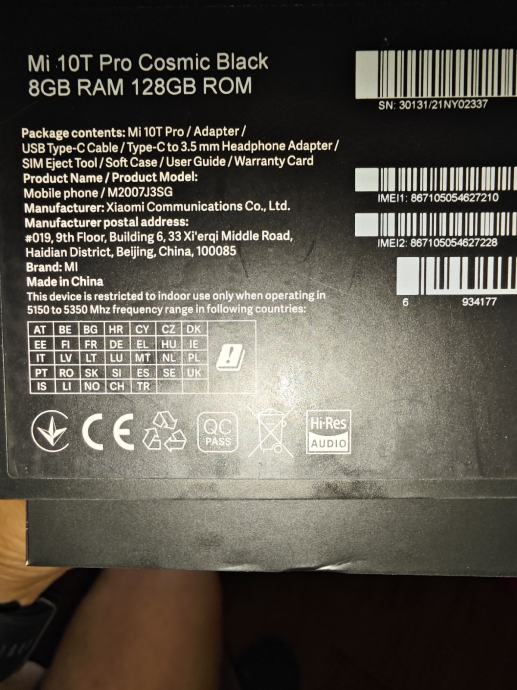 Mi 10T Pro Cosmic Black
8GB RAM 128GB ROM
SN: 30131/21NY02337
Package contents: Mi 10T Pro / Adapter /
USB Type-C Cable / Type-C to 3.5 mm Headphone Adapter /
SIM Eject Tool / Soft Case / User Guide / Warranty Card
Product Name / Product Model:
Mobile phone / M2007J3SG
Manufacturer: Xiaomi Communications Co., Ltd.
Manufacturer postal address:
#019, 9th Floor, Building 6, 33 Xi'erqi Middle Road,
Haidian District, Beijing, China, 100085
Brand: MI
Made in China
This device is restricted to indoor use only when operating in
5150 to 5350 Mhz frequency range in following countries:
IMEI1: 867105054627210
IMEI2: 867105054627228
6 934177
AT BE BG HR CY CZ DK
EE FI FR DE EL HU IE
IT LV LT LU MT NL PL
PT RO SK SI ES SE UK
IS LI NO CH TR
CE
QC
PASS
Hi-Res
AUDIO